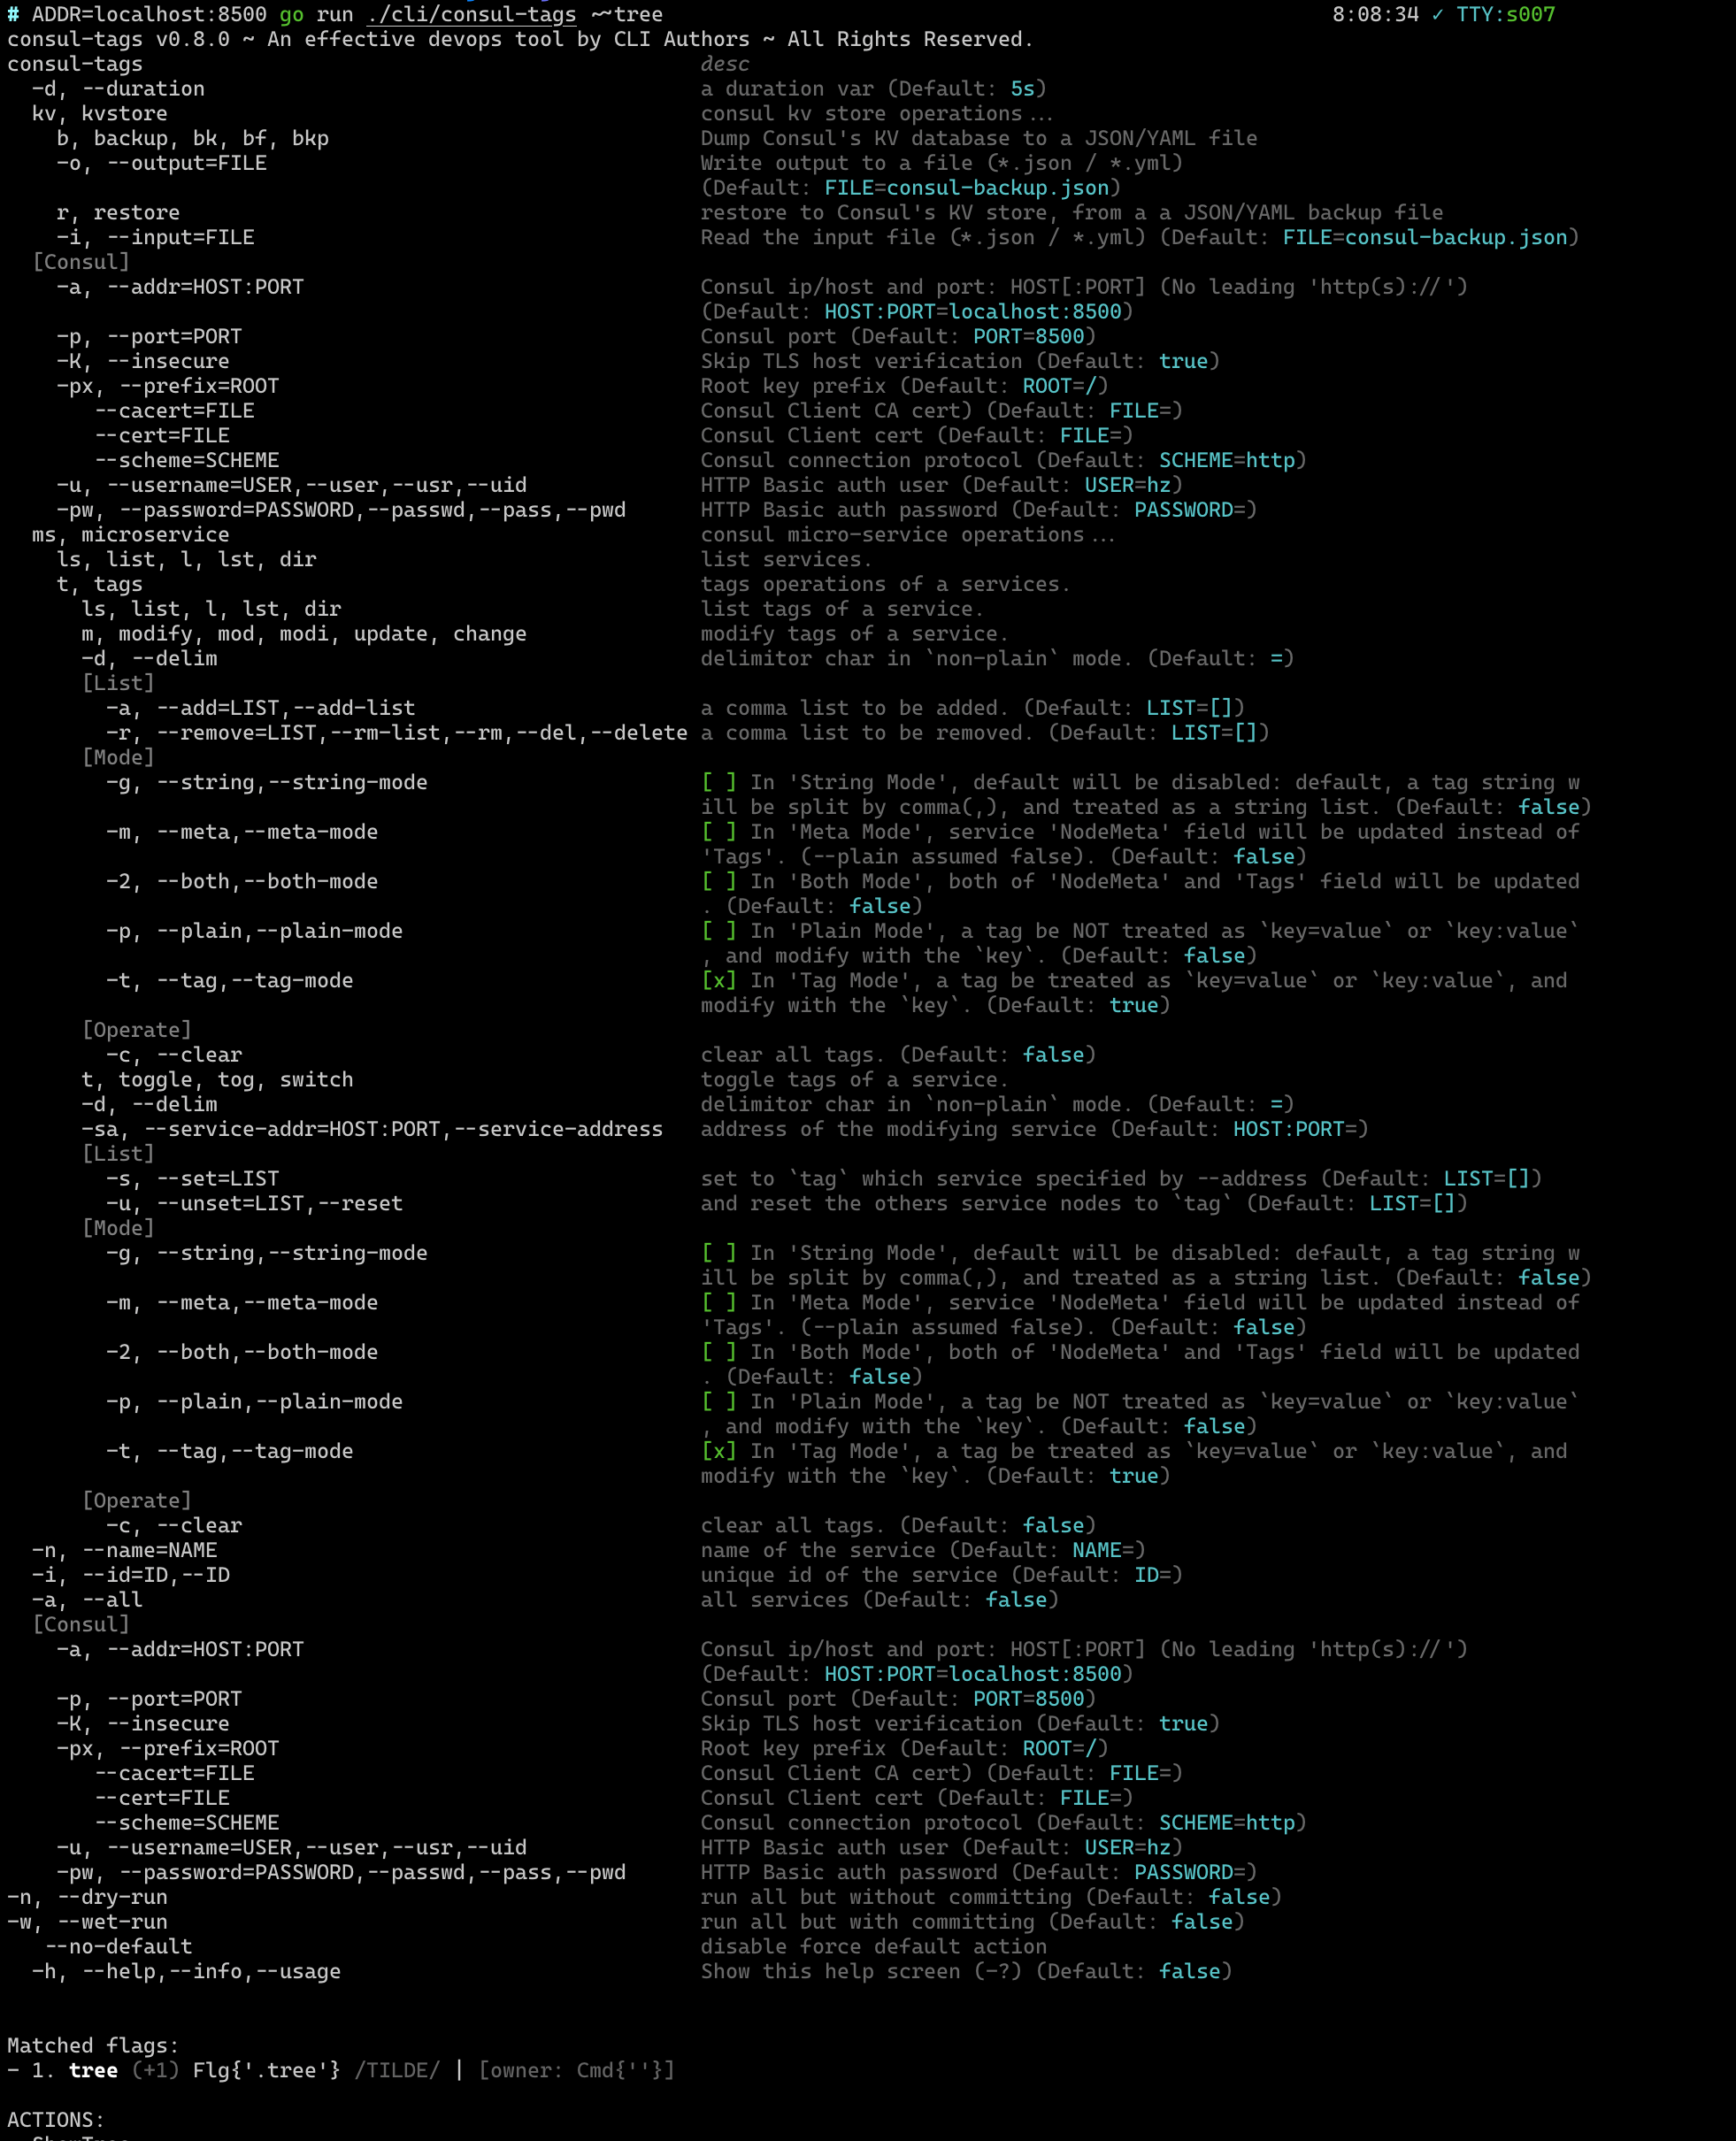 # ADDR=localhost:8500 go run ./cli/consul-tags ~~tree 8:08:34 ✓ TTY:s007
consul-tags v0.8.0 ~ An effective devops tool by CLI Authors ~ All Rights Reserved.
consul-tags desc
-d, --duration a duration var (Default: 5s)
kv, kvstore consul kv store operations...
b, backup, bk, bf, bkp Dump Consul's KV database to a JSON/YAML file
-o, --output=FILE Write output to a file (*.json / *.yml)
(Default: FILE=consul-backup.json)
r, restore restore to Consul's KV store, from a a JSON/YAML backup file
-i, --input=FILE Read the input file (*.json / *.yml) (Default: FILE=consul-backup.json)
[Consul]
-a, --addr=HOST:PORT Consul ip/host and port: HOST[:PORT] (No leading 'http(s)://')
(Default: HOST:PORT=localhost:8500)
-p, --port=PORT Consul port (Default: PORT=8500)
-K, --insecure Skip TLS host verification (Default: true)
-px, --prefix=ROOT Root key prefix (Default: ROOT=/)
--cacert=FILE Consul Client CA cert) (Default: FILE=)
--cert=FILE Consul Client cert (Default: FILE=)
--scheme=SCHEME Consul connection protocol (Default: SCHEME=http)
-u, --username=USER,--user,--usr,--uid HTTP Basic auth user (Default: USER=hz)
-pw, --password=PASSWORD,--passwd,--pass,--pwd HTTP Basic auth password (Default: PASSWORD=)
ms, microservice consul micro-service operations...
ls, list, l, lst, dir list services.
t, tags tags operations of a services.
ls, list, l, lst, dir list tags of a service.
m, modify, mod, modi, update, change modify tags of a service.
-d, --delim delimitor char in `non-plain` mode. (Default: =)
[List]
-a, --add=LIST,--add-list a comma list to be added. (Default: LIST=[])
-r, --remove=LIST,--rm-list,--rm,--del,--delete a comma list to be removed. (Default: LIST=[])
[Mode]
-g, --string,--string-mode [ ] In 'String Mode', default will be disabled: default, a tag string w
ill be split by comma(,), and treated as a string list. (Default: false)
-m, --meta,--meta-mode [ ] In 'Meta Mode', service 'NodeMeta' field will be updated instead of
'Tags'. (--plain assumed false). (Default: false)
-2, --both,--both-mode [ ] In 'Both Mode', both of 'NodeMeta' and 'Tags' field will be updated
. (Default: false)
-p, --plain,--plain-mode [ ] In 'Plain Mode', a tag be NOT treated as `key=value` or `key:value`
, and modify with the `key`. (Default: false)
-t, --tag,--tag-mode [x] In 'Tag Mode', a tag be treated as `key=value` or `key:value`, and
modify with the `key`. (Default: true)
[Operate]
-c, --clear clear all tags. (Default: false)
t, toggle, tog, switch toggle tags of a service.
-d, --delim delimitor char in `non-plain` mode. (Default: =)
-sa, --service-addr=HOST:PORT,--service-address address of the modifying service (Default: HOST:PORT=)
[List]
-s, --set=LIST set to `tag` which service specified by --address (Default: LIST=[])
-u, --unset=LIST,--reset and reset the others service nodes to `tag` (Default: LIST=[])
[Mode]
-g, --string,--string-mode [ ] In 'String Mode', default will be disabled: default, a tag string w
ill be split by comma(,), and treated as a string list. (Default: false)
-m, --meta,--meta-mode [ ] In 'Meta Mode', service 'NodeMeta' field will be updated instead of
'Tags'. (--plain assumed false). (Default: false)
-2, --both,--both-mode [ ] In 'Both Mode', both of 'NodeMeta' and 'Tags' field will be updated
. (Default: false)
-p, --plain,--plain-mode [ ] In 'Plain Mode', a tag be NOT treated as `key=value` or `key:value`
, and modify with the `key`. (Default: false)
-t, --tag,--tag-mode [x] In 'Tag Mode', a tag be treated as `key=value` or `key:value`, and
modify with the `key`. (Default: true)
[Operate]
-c, --clear clear all tags. (Default: false)
-n, --name=NAME name of the service (Default: NAME=)
-i, --id=ID,--ID unique id of the service (Default: ID=)
-a, --all all services (Default: false)
[Consul]
-a, --addr=HOST:PORT Consul ip/host and port: HOST[:PORT] (No leading 'http(s)://')
(Default: HOST:PORT=localhost:8500)
-p, --port=PORT Consul port (Default: PORT=8500)
-K, --insecure Skip TLS host verification (Default: true)
-px, --prefix=ROOT Root key prefix (Default: ROOT=/)
--cacert=FILE Consul Client CA cert) (Default: FILE=)
--cert=FILE Consul Client cert (Default: FILE=)
--scheme=SCHEME Consul connection protocol (Default: SCHEME=http)
-u, --username=USER,--user,--usr,--uid HTTP Basic auth user (Default: USER=hz)
-pw, --password=PASSWORD,--passwd,--pass,--pwd HTTP Basic auth password (Default: PASSWORD=)
-n, --dry-run run all but without committing (Default: false)
-w, --wet-run run all but with committing (Default: false)
--no-default disable force default action
-h, --help,--info,--usage Show this help screen (-?) (Default: false)
Matched flags:
- 1. tree (+1) Flg{'.tree'} /TILDE/ | [owner: Cmd{''}]
ACTIONS: